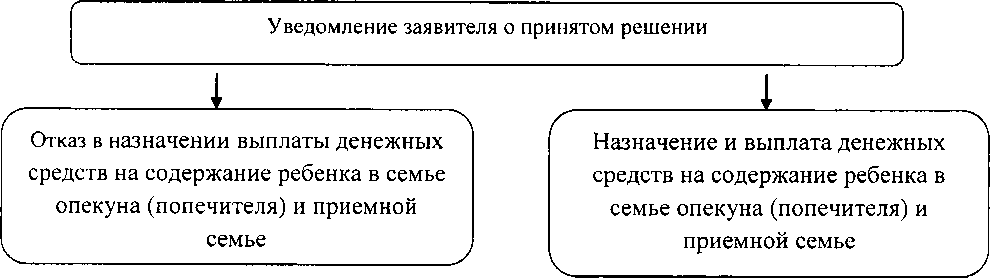 Уведомление заявителя о принятом решении
Отказ в назначении выплаты денежных
средств на содержание ребенка в семье
опекуна (попечителя) и приемной
семье
Назначение и выплата денежных
средств на содержание ребенка в
семье опекуна (попечителя) и
приемной семье